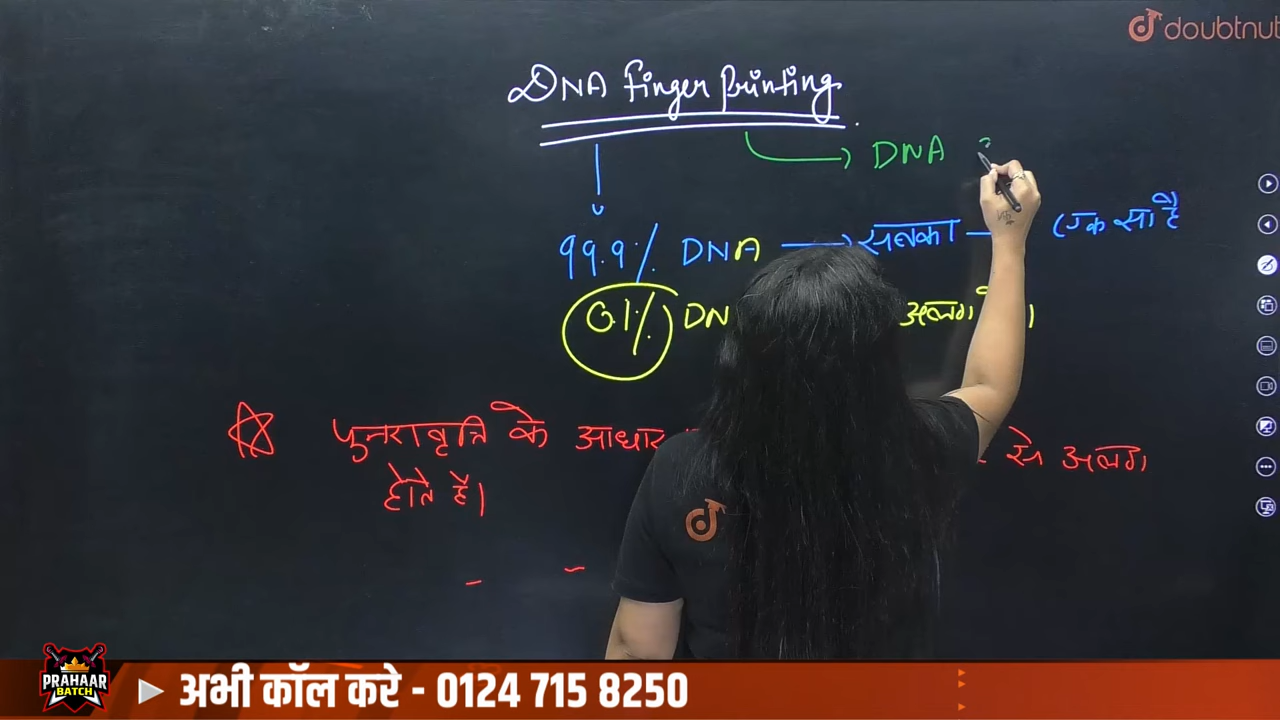 doubtnut
DNA finger printing
DNA
99.9% DNA → सबका — एक सा है
0.1% DN अलग
पुनरावृत्ति के आधार से अलग
होते है।
PRAHAAR
BATCH
अभी कॉल करे - 0124 715 8250